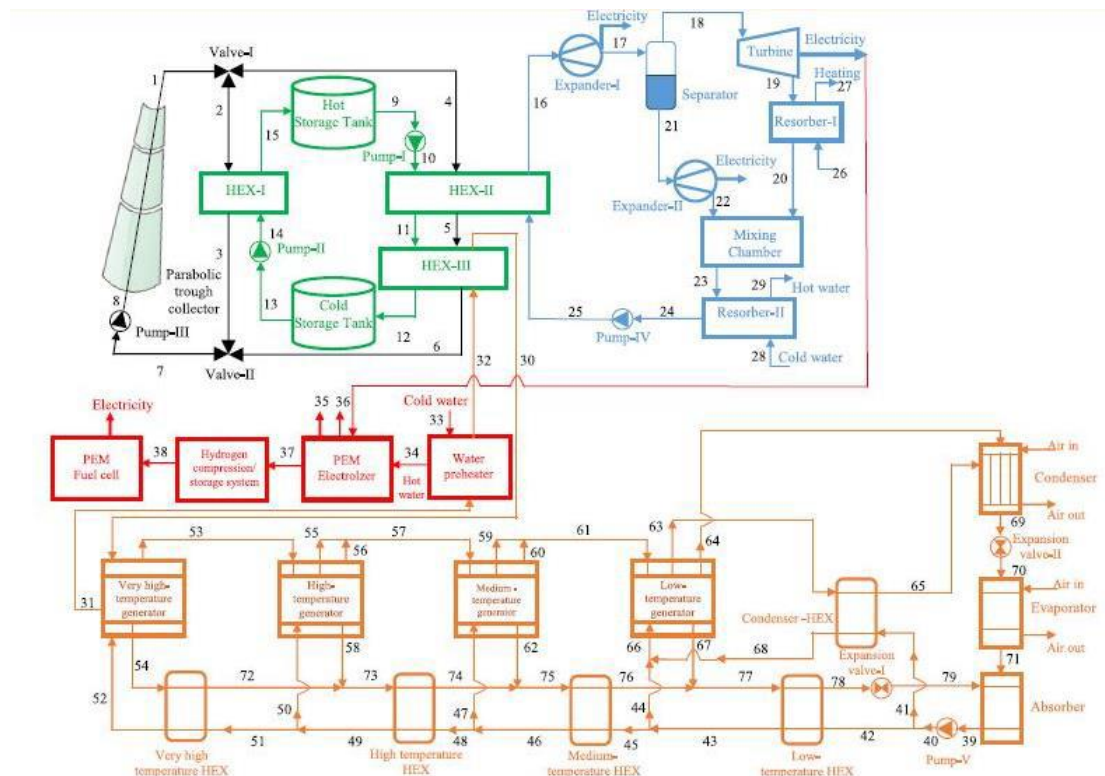 Valve-I
1
2
4
15
Hot
Storage Tank
9
Pump-I
10
HEX-I
HEX-II
14
Pump-II
11
5
3
HEX-III
Parabolic
trough
collector
8
Pump-III
13
Cold
Storage Tank
12
7
Valve-II
6
32
30
Electricity
16
17
Expander-I
18
Separator
Turbine
Electricity
Heating
19
27
Resorber-I
21
Electricity
26
20
Expander-II
22
Mixing
Chamber
23
29
Hot water
25
24
Pump-IV
Resorber-II
28
Cold water
Electricity
35
36
Cold water
33
PEM
Fuel cell
38
Hydrogen
compression/
storage system
37
PEM
Electrolzer
34
Hot
water
Water
preheater
Air in
Condenser
Air out
69
Expansion
valve-II
70
Air in
Evaporator
Air out
71
53
55
56
57
59
60
61
63
64
65
31
Very high-
temperature
generator
High-
temperature
generator
Medium -
temperature
generator
Low-
temperature
generator
Condenser -HEX
54
58
62
66
67
68
Expansion
valve-I
52
72
73
74
75
76
77
78
79
Absorber
50
47
44
41
51
49
48
46
45
43
42
40
39
Pump-V
Very high
temperature HEX
High temperature
HEX
Medium-
temperature HEX
Low-
temperature HEX